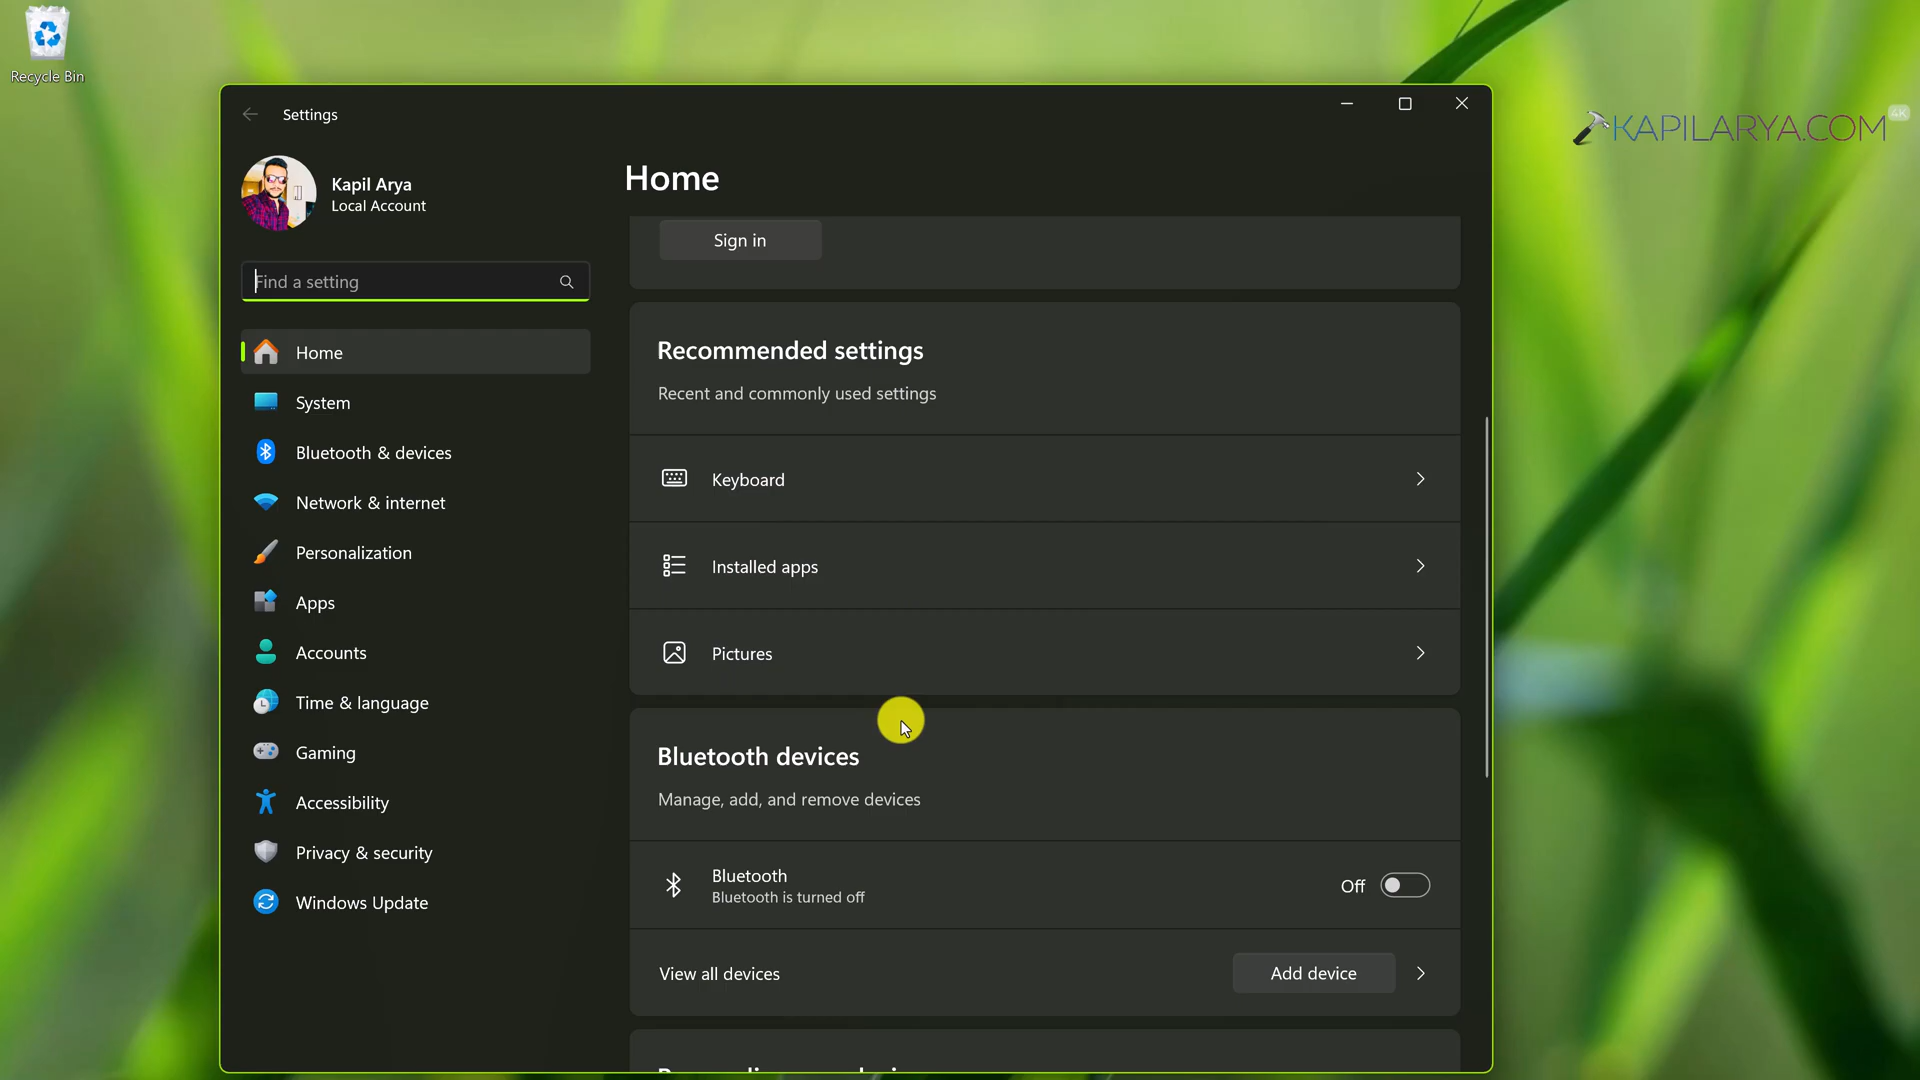 Recycle Bin
Settings
KAPILARYA.COM
4K
Kapil Arya
Local Account
Find a setting
Home
System
Bluetooth & devices
Network & internet
Personalization
Apps
Accounts
Time & language
Gaming
Accessibility
Privacy & security
Windows Update
Home
Sign in
Recommended settings
Recent and commonly used settings
Keyboard
Installed apps
Pictures
Bluetooth devices
Manage, add, and remove devices
Bluetooth
Bluetooth is turned off
Off
View all devices
Add device